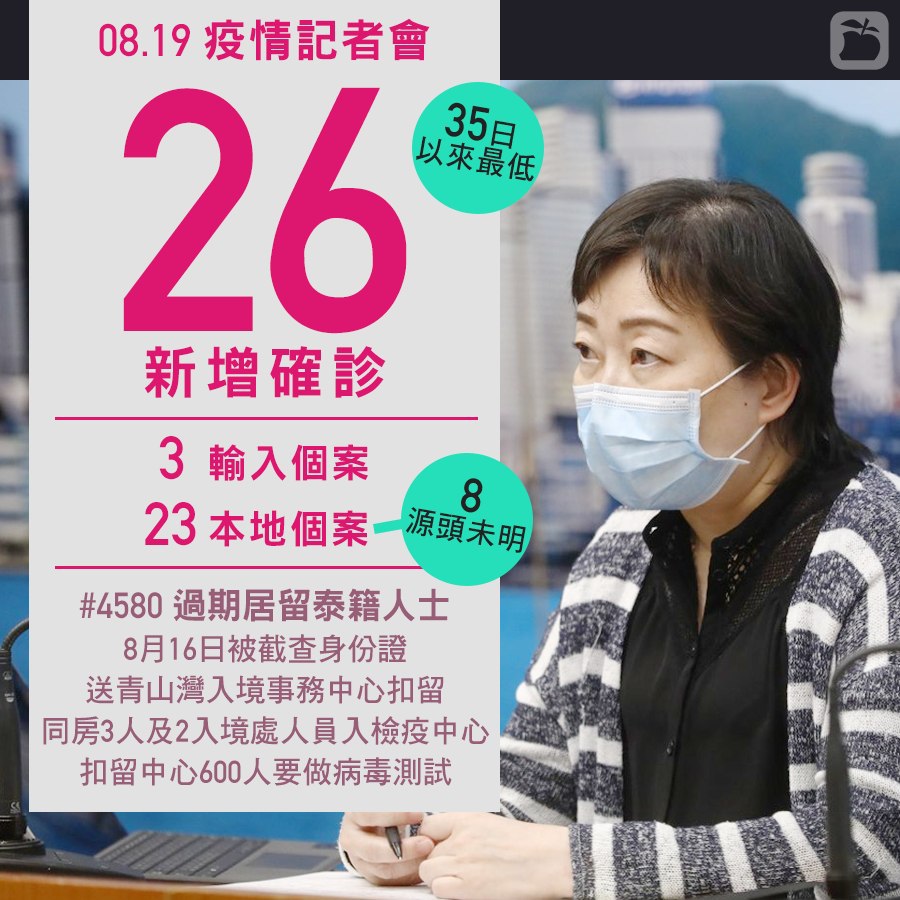 08.19 疫情記者會
26
35日
以來最低
新增確診
3 輸入個案
23 本地個案
8
源頭未明
#4580 過期居留泰籍人士
8月16日被截查身份證
送青山灣入境事務中心扣留
同房3人及2入境處人員入檢疫中心
扣留中心600人要做病毒測試